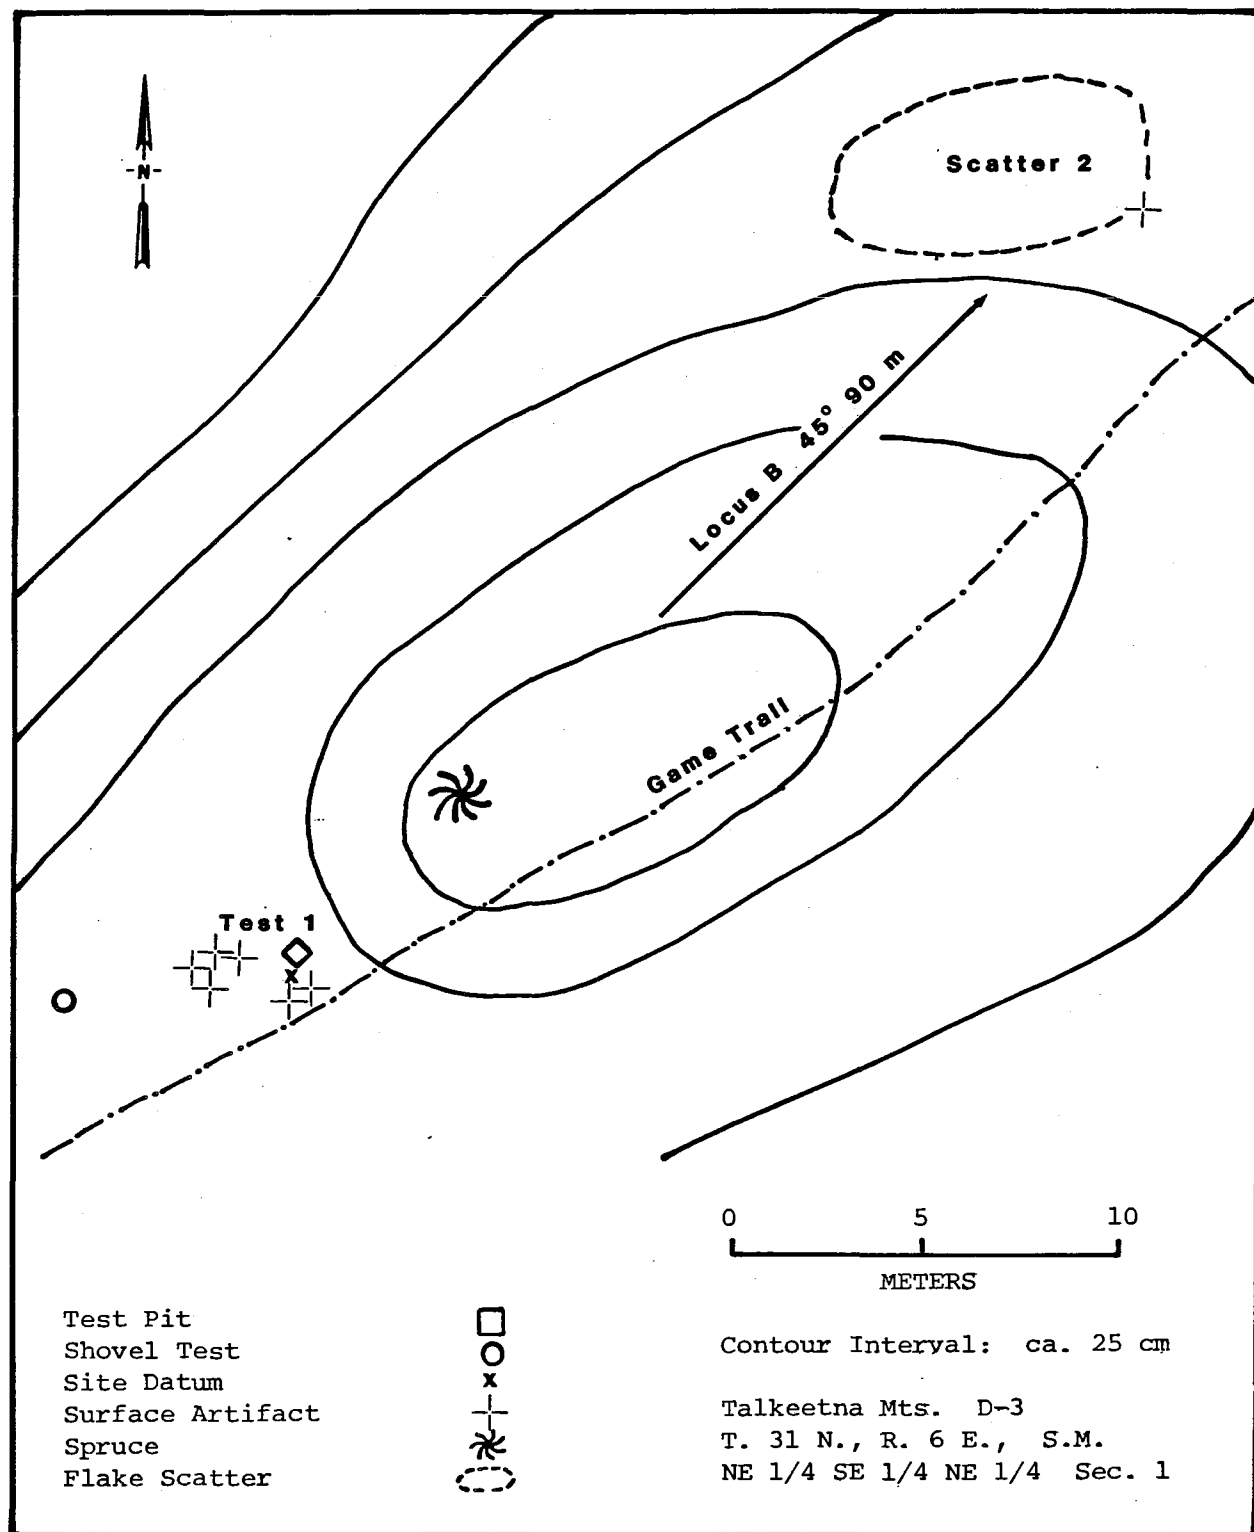 -N-
Scatter 2
Locus B 45° 90 m
Game Trail
Test 1
0 5 10
METERS
Test Pit
Shovel Test
Site Datum
Surface Artifact
Spruce
Flake Scatter
x
x
Contour Interval: ca. 25 cm
Talkeetna Mts. D-3
T. 31 N., R. 6 E., S.M.
NE 1/4 SE 1/4 NE 1/4 Sec. 1